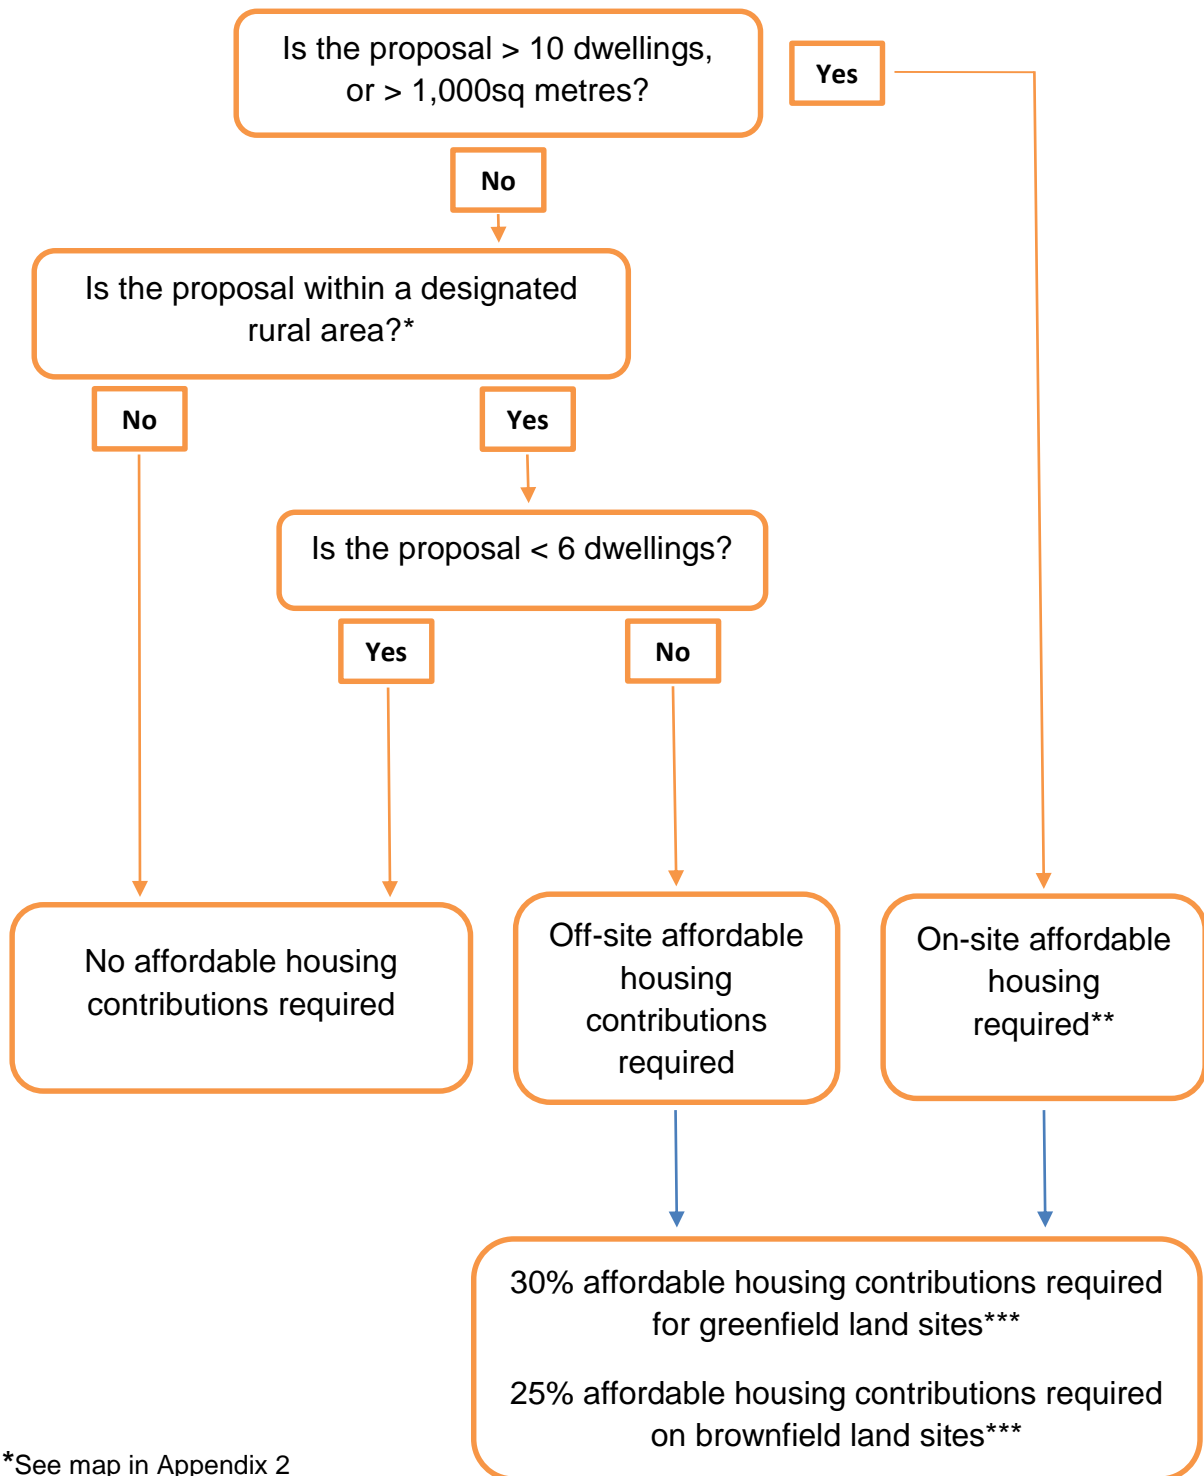 Is the proposal > 10 dwellings,
or > 1,000sq metres?
Yes
No
Is the proposal within a designated
rural area?*
No
Yes
Is the proposal < 6 dwellings?
Yes
No
No affordable housing
contributions required
Off-site affordable
housing
contributions
required
On-site affordable
housing
required**
30% affordable housing contributions required
for greenfield land sites***
25% affordable housing contributions required
on brownfield land sites***
*See map in Appendix 2